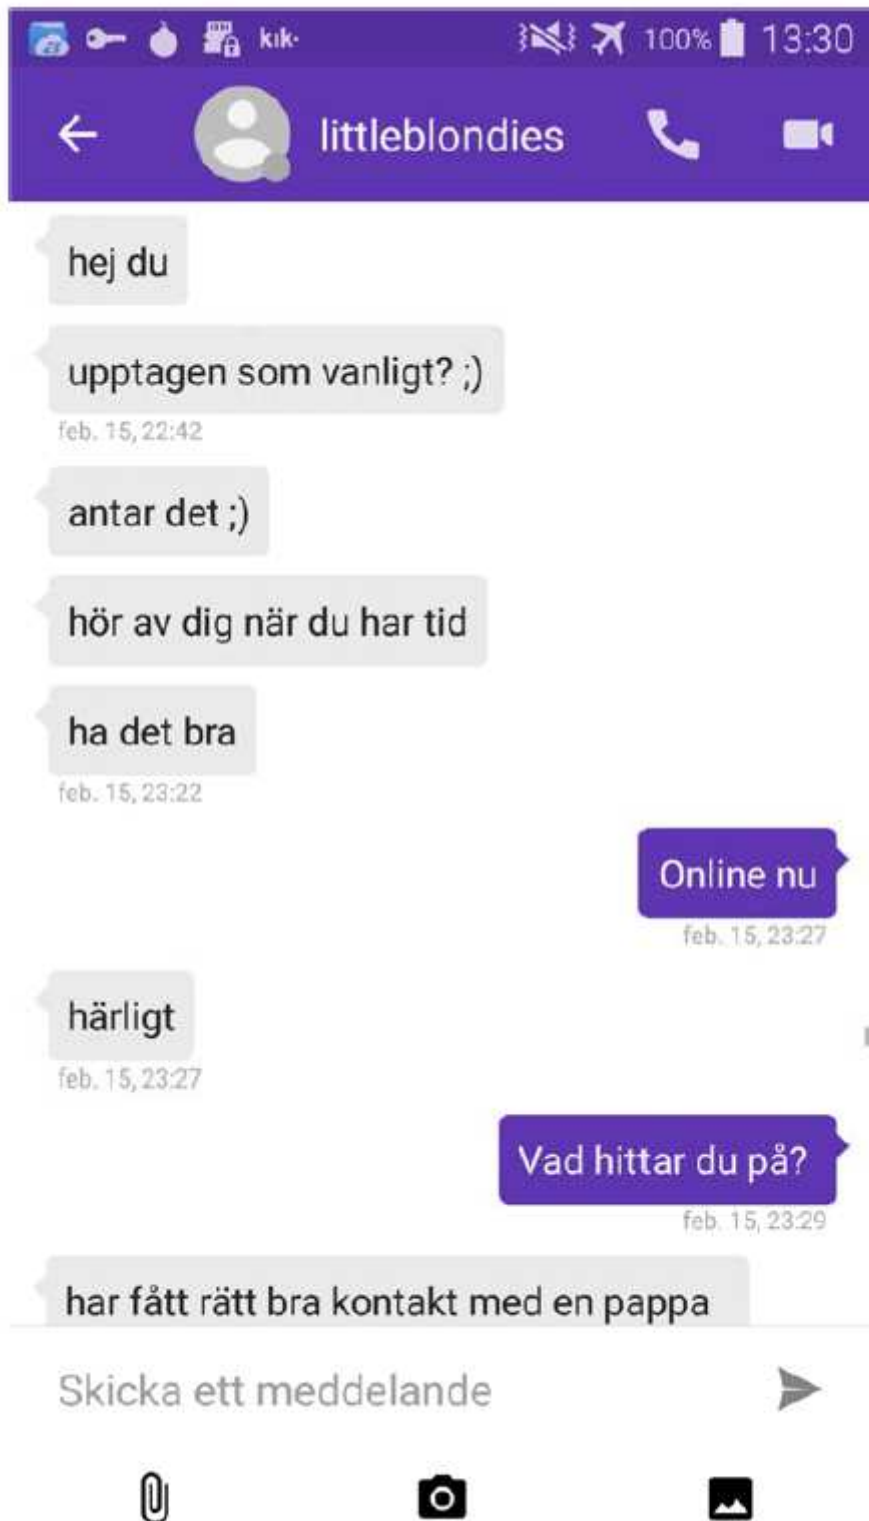 kik·
100%
13:30
littleblondies
hej du
upptagen som vanligt? ;)
feb. 15, 22:42
antar det ;)
hör av dig när du har tid
ha det bra
feb. 15, 23:22
Online nu
feb. 15, 23:27
härligt
feb. 15, 23:27
Vad hittar du på?
feb. 15, 23:29
har fått rätt bra kontakt med en pappa
Skicka ett meddelande